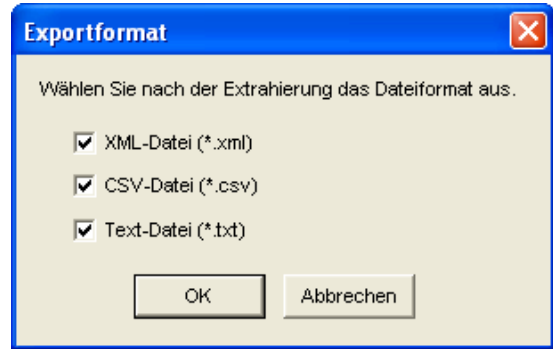 Exportformat
Wählen Sie nach der Extrahierung das Dateiformat aus.
XML-Datei (*.xml)
CSV-Datei (*.csv)
Text-Datei (*.txt)
OK
Abbrechen